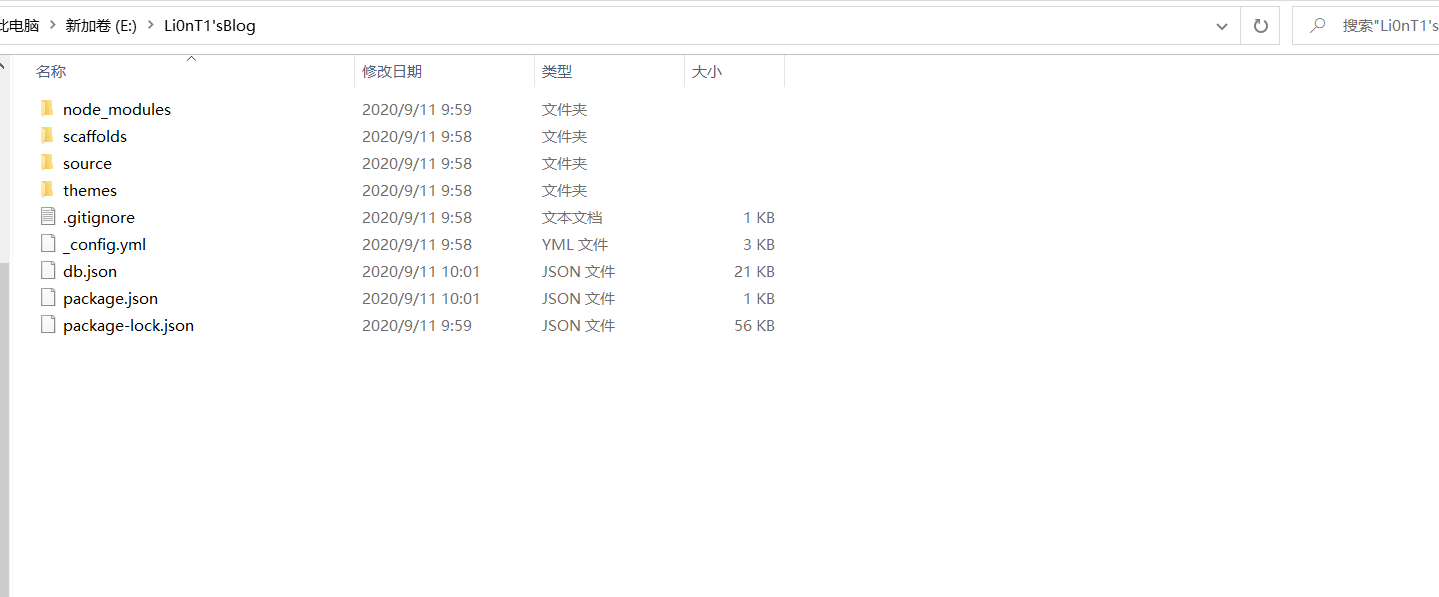 此电脑 > 新加卷 (E:) > Li0nT1'sBlog 搜索"Li0nT1's
名称 修改日期 类型 大小
node_modules 2020/9/11 9:59 文件夹
scaffolds 2020/9/11 9:58 文件夹
source 2020/9/11 9:58 文件夹
themes 2020/9/11 9:58 文件夹
.gitignore 2020/9/11 9:58 文本文档 1 KB
_config.yml 2020/9/11 9:58 YML 文件 3 KB
db.json 2020/9/11 10:01 JSON 文件 21 KB
package.json 2020/9/11 10:01 JSON 文件 1 KB
package-lock.json 2020/9/11 9:59 JSON 文件 56 KB